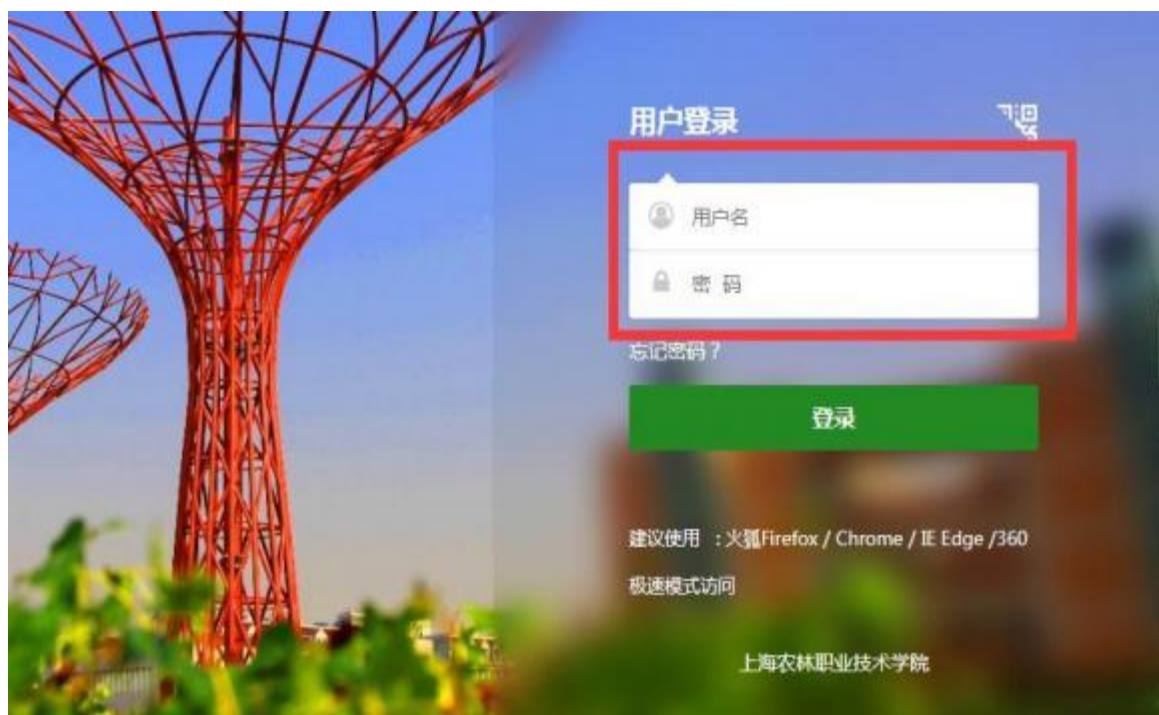 用户登录
用户名
密 码
忘记密码？
登录
建议使用 ：火狐Firefox / Chrome / IE Edge /360
极速模式访问
上海农林职业技术学院